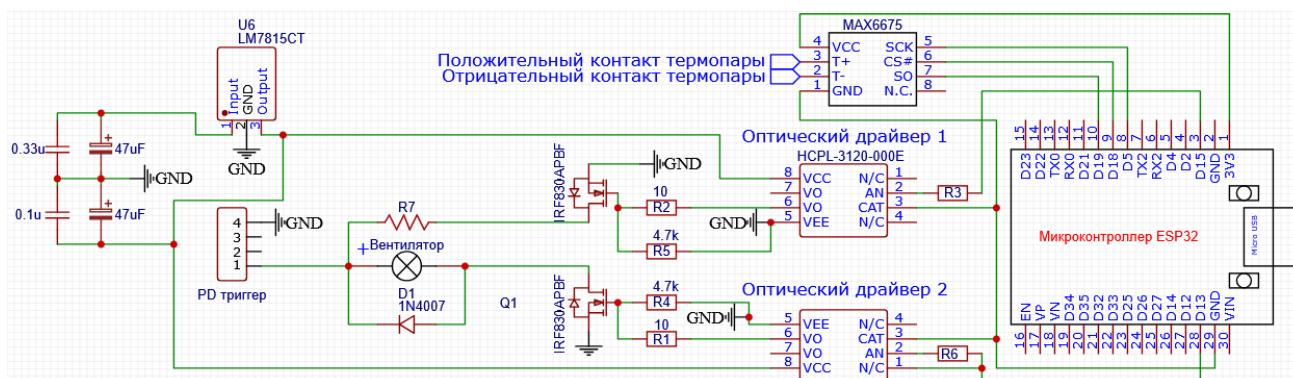 U6
LM7815CT
Input
GND
Output
1
2
3
GND
0.33u
+
47uF
GND
0.1u
+
47uF
4
3
2
1
GND
PD триггер
R7
+
Вентилятор
D1
1N4007
Q1
IRF830APBF
GND
10
R2
4.7k
R5
GND
IRF830APBF
4.7k
R4
GND
10
R1
MAX6675
4 VCC SCK 5
3 T+ CS# 6
2 T- SO 7
1 GND N.C. 8
Положительный контакт термопары
Отрицательный контакт термопары
Оптический драйвер 1
HCPL-3120-000E
8 VCC N/C 1
7 VO AN 2
6 VO CAT 3
5 VEE N/C 4
R3
Оптический драйвер 2
5 VEE N/C 4
6 VO CAT 3
7 VO AN 2
8 VCC N/C 1
R6
15 14 13 12 11 10 9 8 7 6 5 4 3 2 1
D23 D22 TX0 RX0 D21 D19 D18 D5 TX2 RX2 D4 D2 D15 GND 3V3
Микроконтроллер ESP32
Micro USB
EN VP VN D34 D35 D32 D33 D25 D26 D27 D14 D12 D13 GND VIN
16 17 18 19 20 21 22 23 24 25 26 27 28 29 30